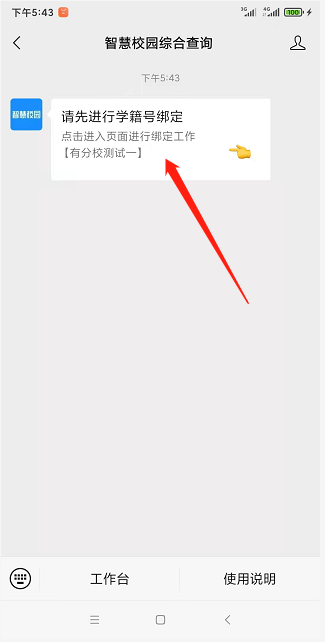 下午5:43
3G 4G 100
智慧校园综合查询
下午5:43
智慧校园
请先进行学籍号绑定
点击进入页面进行绑定工作
【有分校测试一】
工作台 使用说明